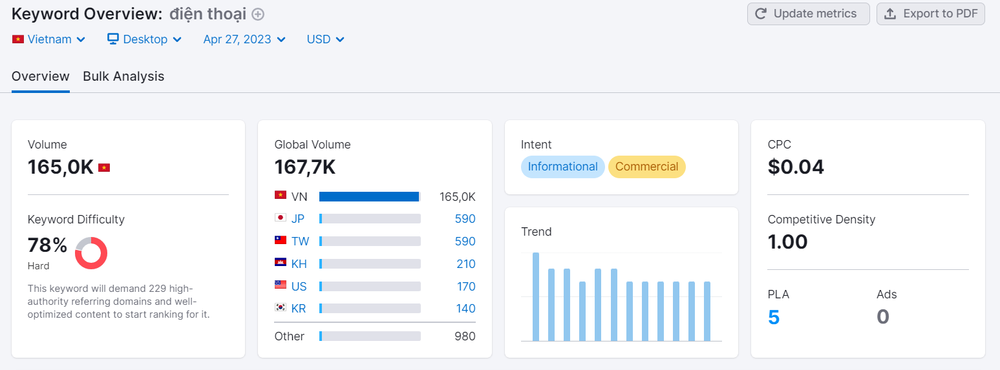 Keyword Overview: điện thoại
Update metrics
Export to PDF
Vietnam
Desktop
Apr 27, 2023
USD
Overview
Bulk Analysis
Volume
165,0K
Keyword Difficulty
78%
Hard
This keyword will demand 229 high-
authority referring domains and well-
optimized content to start ranking for it.
Global Volume
167,7K
VN 165,0K
JP 590
TW 590
KH 210
US 170
KR 140
Other 980
Intent
Informational Commercial
Trend
CPC
$0.04
Competitive Density
1.00
PLA Ads
5 0